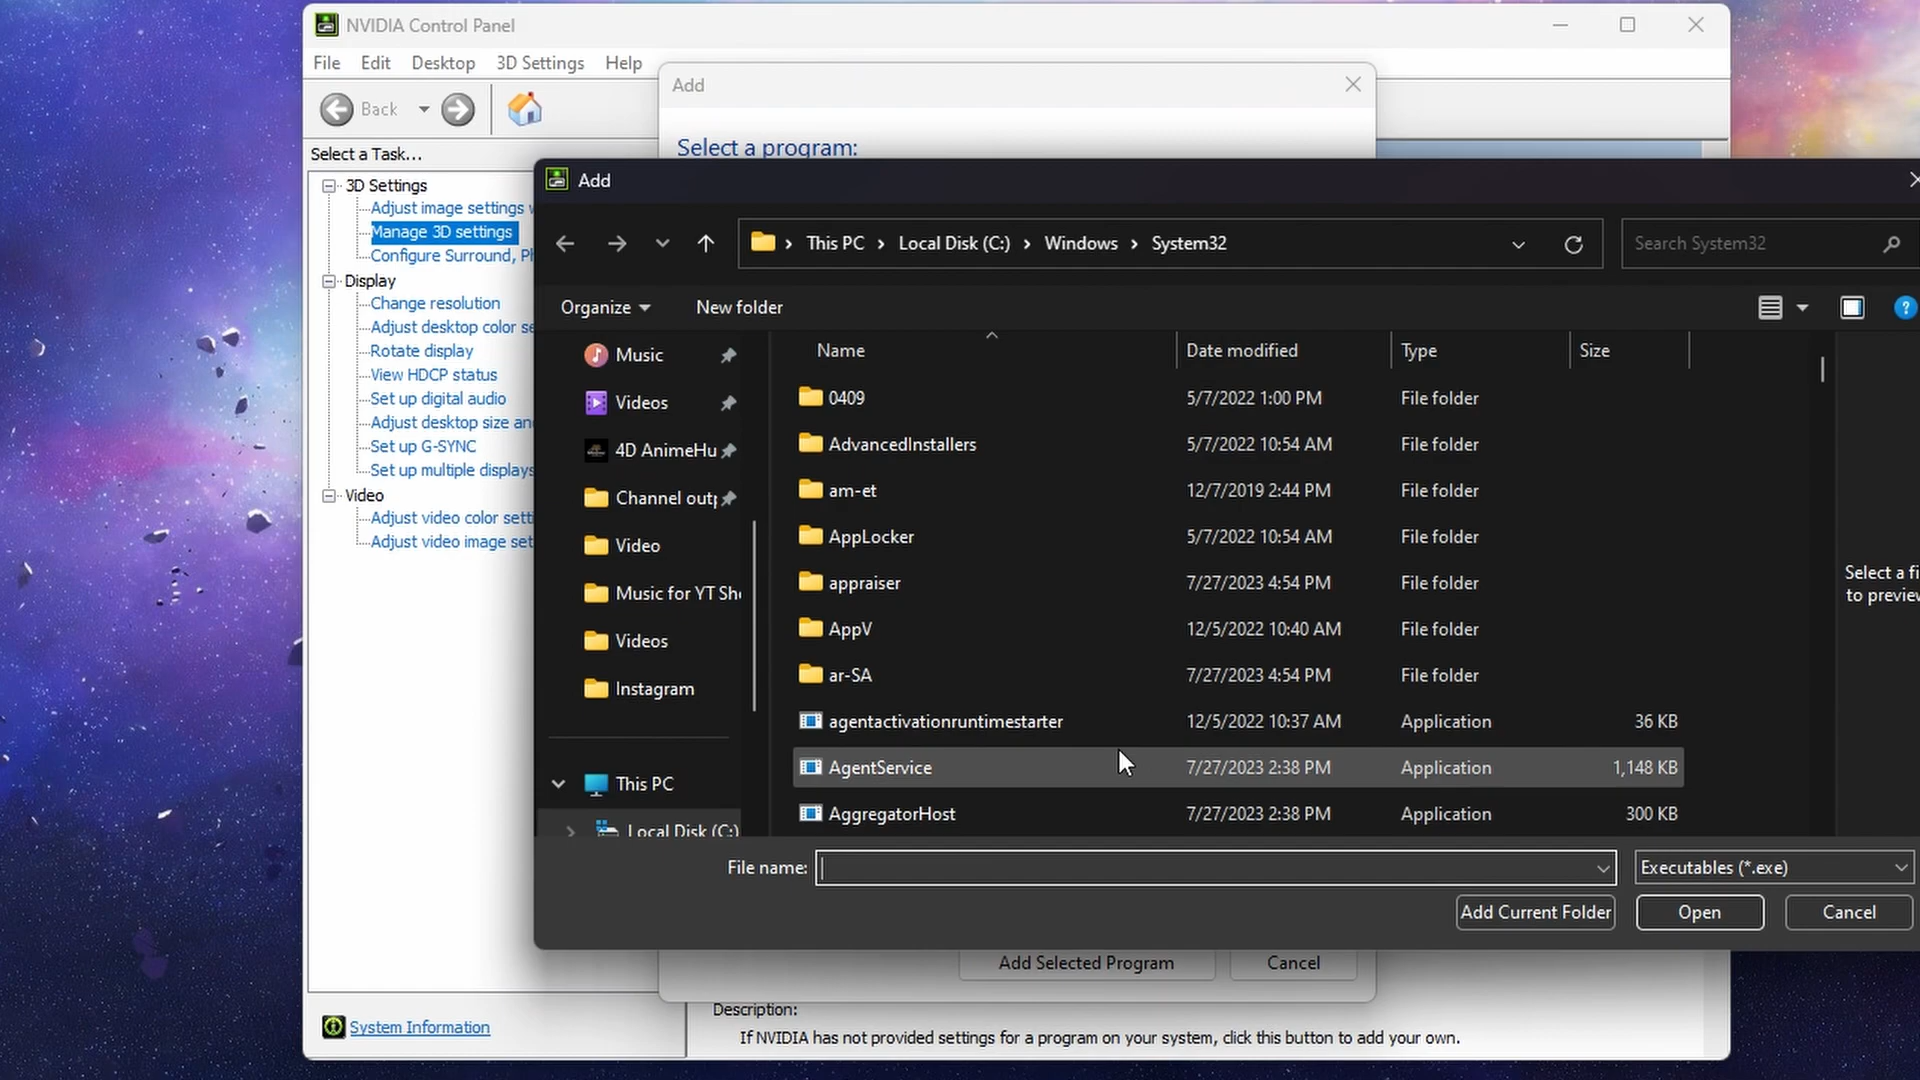 NVIDIA Control Panel
File Edit Desktop 3D Settings Help
Add
Back
Select a program:
Select a Task...
3D Settings
Adjust image settings
Manage 3D settings
Configure Surround,
Display
Change resolution
Adjust desktop color
Rotate display
View HDCP status
Set up digital audio
Adjust desktop size
Set up G-SYNC
Set up multiple displays
Video
Adjust video color
Adjust video image
System Information
Add
This PC > Local Disk (C:) > Windows > System32
Search System32
Organize New folder
Music
Videos
4D AnimeHu
Channel outp
Video
Music for YT Sho
Videos
Instagram
This PC
Local Disk (C:)
Name Date modified Type Size
0409 5/7/2022 1:00 PM File folder
AdvancedInstallers 5/7/2022 10:54 AM File folder
am-et 12/7/2019 2:44 PM File folder
AppLocker 5/7/2022 10:54 AM File folder
appraiser 7/27/2023 4:54 PM File folder
AppV 12/5/2022 10:40 AM File folder
ar-SA 7/27/2023 4:54 PM File folder
agentactivationruntimestarter 12/5/2022 10:37 AM Application 36 KB
AgentService 7/27/2023 2:38 PM Application 1,148 KB
AggregatorHost 7/27/2023 2:38 PM Application 300 KB
Select a fi
to preview
File name: Executables (*.exe)
Add Current Folder Open Cancel
Add Selected Program Cancel
Description:
If NVIDIA has not provided settings for a program on your system, click this button to add your own.